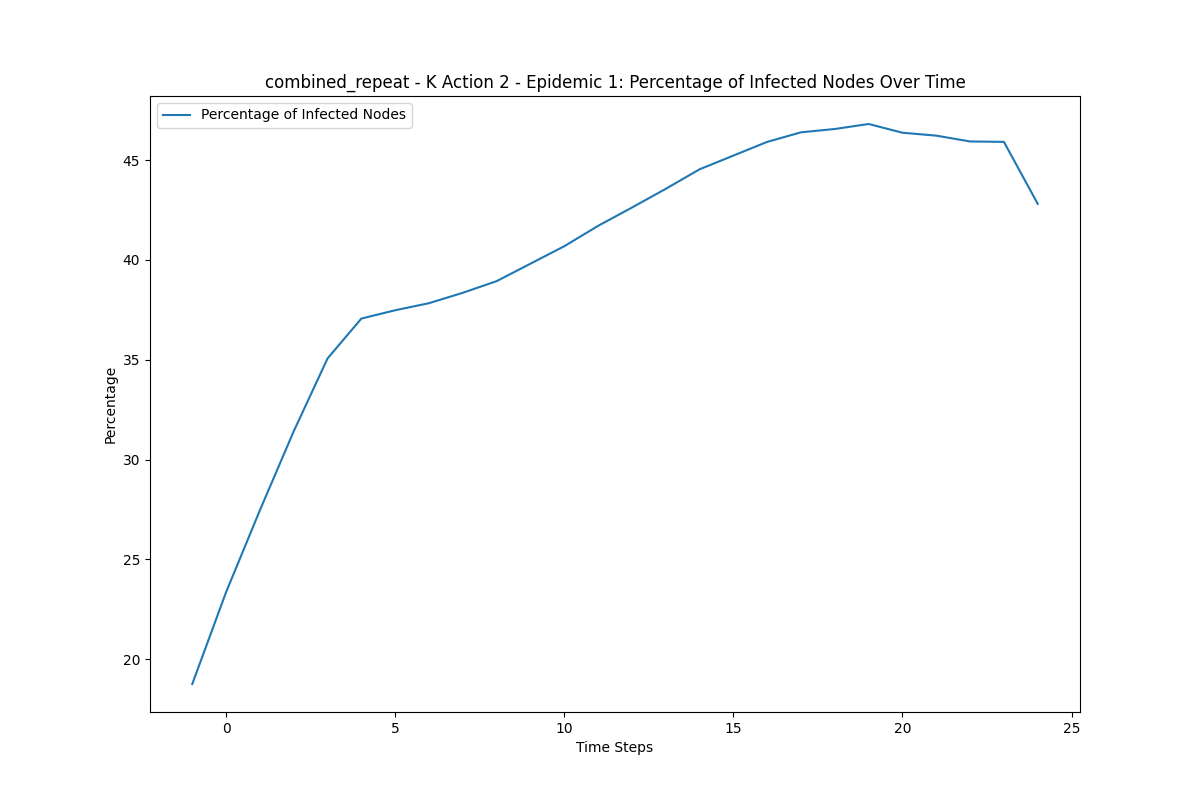 combined_repeat - K Action 2 - Epidemic 1: Percentage of Infected Nodes Over Time
Percentage of Infected Nodes
45
40
35
30
25
20
Percentage
0 5 10 15 20 25
Time Steps